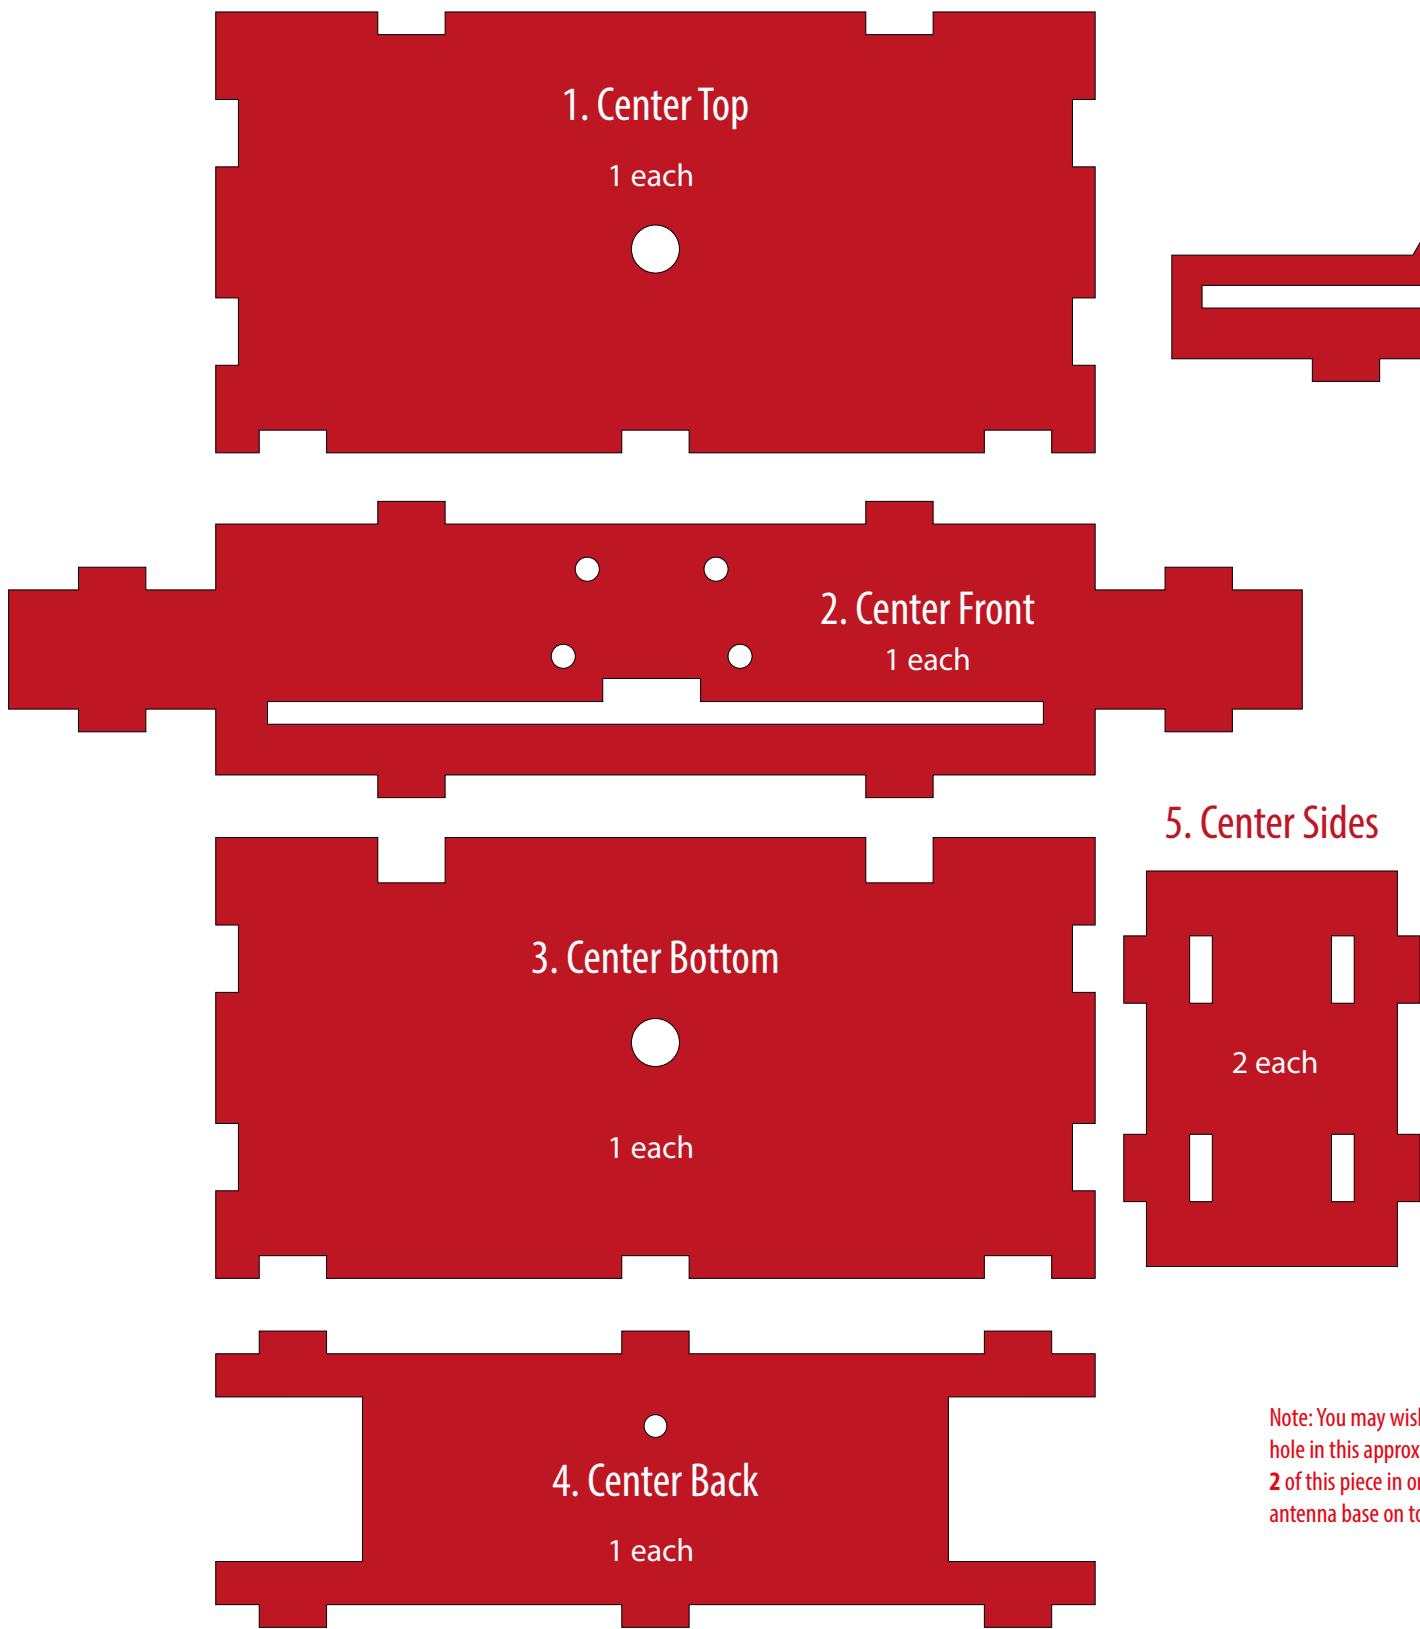 1. Center Top
1 each
2. Center Front
1 each
5. Center Sides
3. Center Bottom
2 each
1 each
Note: You may
hole in this
2 of this piece in
antenna base on
4. Center Back
1 each